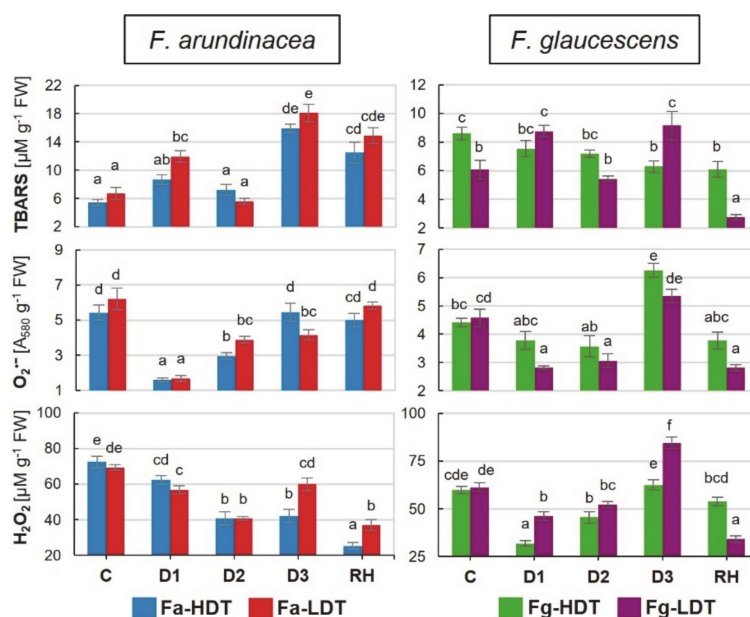 F. arundinacea
F. glaucescens
TBARS [µM g-1 FW]
22
18
14
10
6
2
a a ab bc a a de e cd cde
12
10
8
6
4
2
c b bc c bc b b c b a
O2•− [A580 g-1 FW]
9
7
5
3
1
d d a a b bc d bc cd d
7
6
5
4
3
2
bc cd abc a ab a e de abc a
H2O2 [µM g-1 FW]
100
80
60
40
20
e de cd c b b b cd a b
C D1 D2 D3 RH
100
75
50
25
cde de a b b bc e f bcd a
C D1 D2 D3 RH
Fa-HDT Fa-LDT
Fg-HDT Fg-LDT